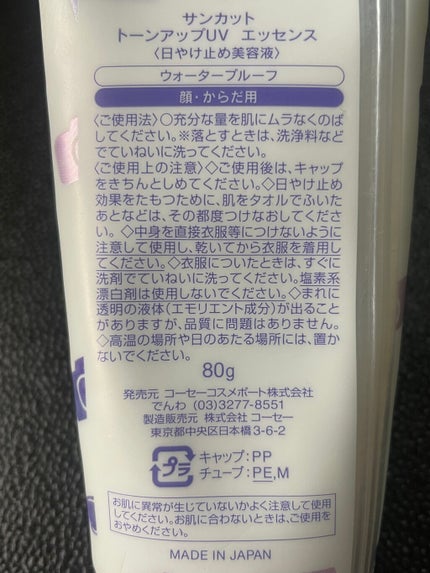 サンカット
トーンアップUV エッセンス
〈日やけ止め美容液〉
ウォータープルーフ
顔・からだ用
〈ご使用法〉○充分な量を肌にムラなくのば
してください。※落とすときは、洗浄料など
でていねいに洗ってください。
〈ご使用上の注意〉◇ご使用後は、キャップ
をきちんとしめてください。◇日やけ止め
効果をたもつために、肌をタオルでふいた
あとなどは、その都度つけなおしてくださ
い。◇中身を直接衣服等につけないように
注意して使用し、乾いてから衣服を着用し
てください。◇衣服についたときは、すぐに
洗剤でていねいに洗ってください。塩素系
漂白剤は使用しないでください。◇まれに
透明の液体(エモリエント成分)が出ること
がありますが、品質に問題はありません。
◇高温の場所や日のあたる場所には、置か
ないでください。
80g
発売元 コーセーコスメポート株式会社
でんわ (03)3277-8551
製造販売元 株式会社 コーセー
東京都中央区日本橋3-6-2
プラ
キャップ:PP
チューブ:PE,M
お肌に異常が生じていないかよく注意して使用
してください。お肌に合わないときは、ご使用を
おやめください。
MADE IN JAPAN